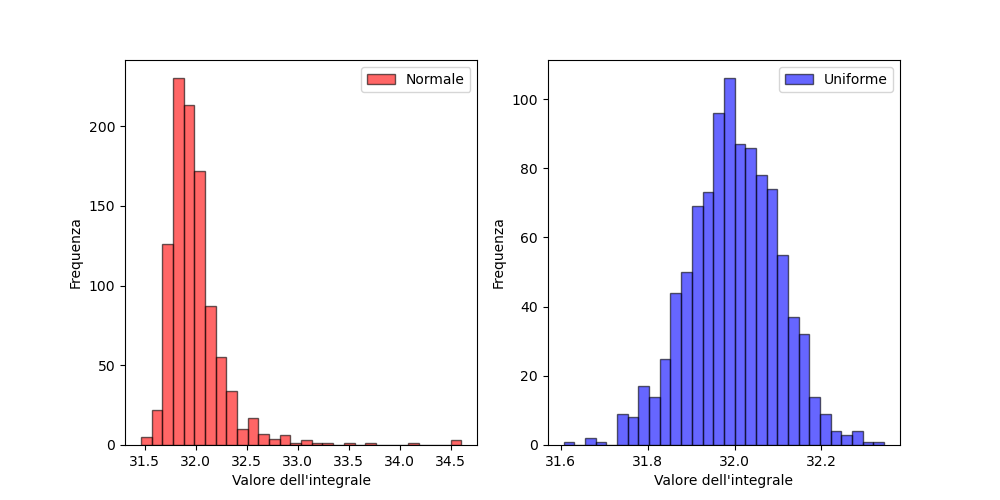 Normale
Frequenza
200
150
100
50
0
31.5 32.0 32.5 33.0 33.5 34.0 34.5
Valore dell'integrale
Uniforme
Frequenza
100
80
60
40
20
0
31.6 31.8 32.0 32.2
Valore dell'integrale